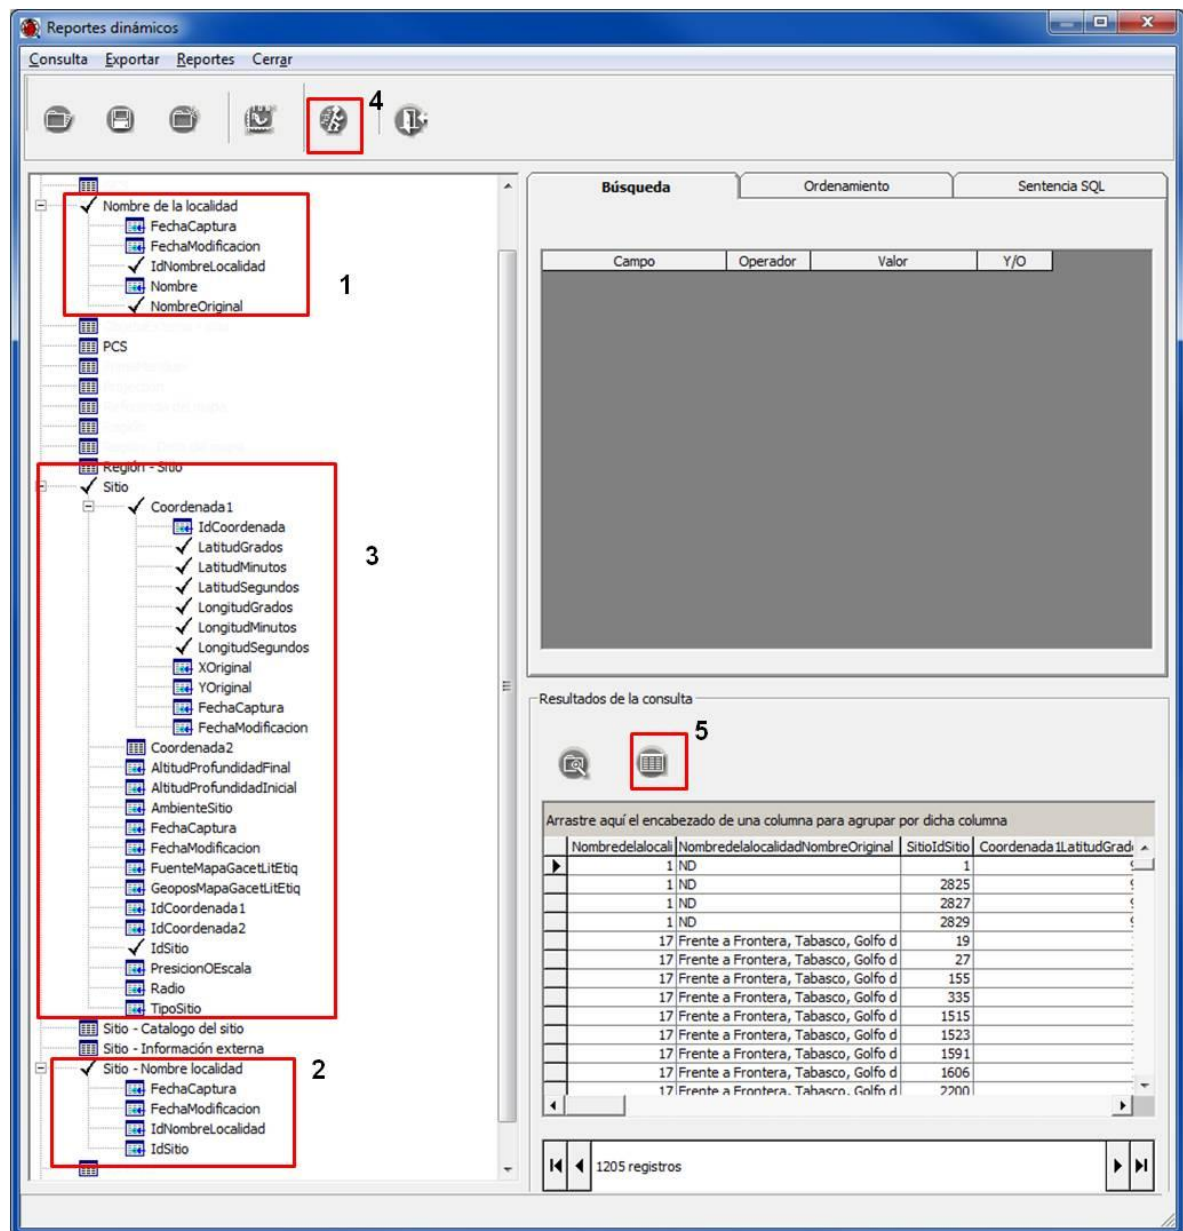 Reportes dinámicos
Consulta Exportar Reportes Cerrar
4
Nombre de la localidad
FechaCaptura
FechaModificacion
IdNombreLocalidad
Nombre
NombreOriginal
1
PCS
Región - Sitio
Sitio
Coordenada1
IdCoordenada
LatitudGrados
LatitudMinutos
LatitudSegundos
LongitudGrados
LongitudMinutos
LongitudSegundos
XOriginal
YOriginal
FechaCaptura
FechaModificacion
3
Coordenada2
AltitudProfundidadFinal
AltitudProfundidadInicial
AmbienteSitio
FechaCaptura
FechaModificacion
FuenteMapaGacetLitEtiq
GeoposMapaGacetLitEtiq
IdCoordenada1
IdCoordenada2
IdSitio
PresicionOEscala
Radio
TipoSitio
Sitio - Catalogo del sitio
Sitio - Información externa
Sitio - Nombre localidad
FechaCaptura
FechaModificacion
IdNombreLocalidad
IdSitio
2
Búsqueda Ordenamiento Sentencia SQL
Campo Operador Valor Y/O
Resultados de la consulta
5
Arrastre aquí el encabezado de una columna para agrupar por dicha columna
Nombredelalocali NombredelalocalidadNombreOriginal SitioIdSitio Coordenada1LatitudGrad
1 ND 1 9
1 ND 2825 9
1 ND 2827 9
1 ND 2829 9
17 Frente a Frontera, Tabasco, Golfo d 19
17 Frente a Frontera, Tabasco, Golfo d 27
17 Frente a Frontera, Tabasco, Golfo d 155
17 Frente a Frontera, Tabasco, Golfo d 335
17 Frente a Frontera, Tabasco, Golfo d 1515
17 Frente a Frontera, Tabasco, Golfo d 1523
17 Frente a Frontera, Tabasco, Golfo d 1591
17 Frente a Frontera, Tabasco, Golfo d 1606
17 Frente a Frontera, Tabasco, Golfo d 2200
1205 registros